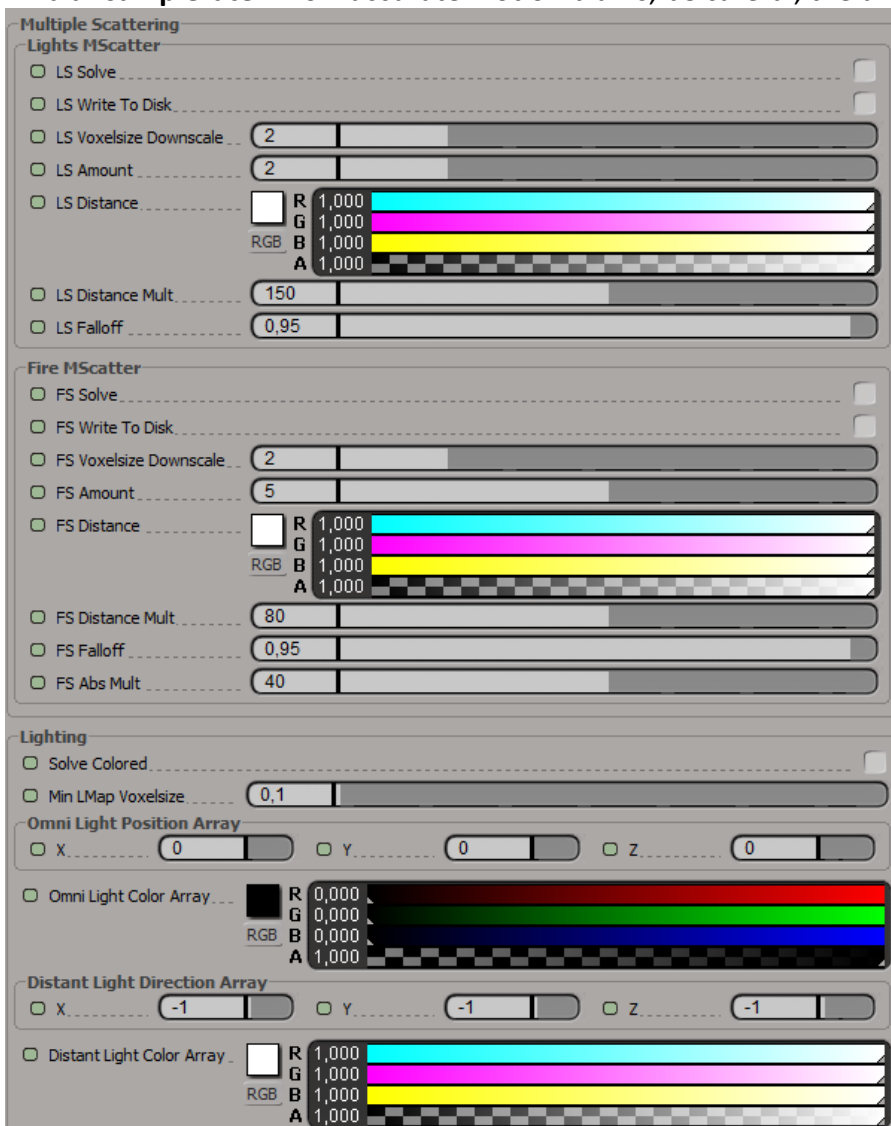 Multiple Scattering
Lights MScatter
LS Solve
LS Write To Disk
LS Voxelsize Downscale 2
LS Amount 2
LS Distance R 1,000
G 1,000
RGB B 1,000
A 1,000
LS Distance Mult 150
LS Falloff 0,95
Fire MScatter
FS Solve
FS Write To Disk
FS Voxelsize Downscale 2
FS Amount 5
FS Distance R 1,000
G 1,000
RGB B 1,000
A 1,000
FS Distance Mult 80
FS Falloff 0,95
FS Abs Mult 40
Lighting
Solve Colored
Min LMap Voxelsize 0,1
Omni Light Position Array
X 0 Y 0 Z 0
Omni Light Color Array R 0,000
G 0,000
RGB B 0,000
A 1,000
Distant Light Direction Array
X -1 Y -1 Z -1
Distant Light Color Array R 1,000
G 1,000
RGB B 1,000
A 1,000